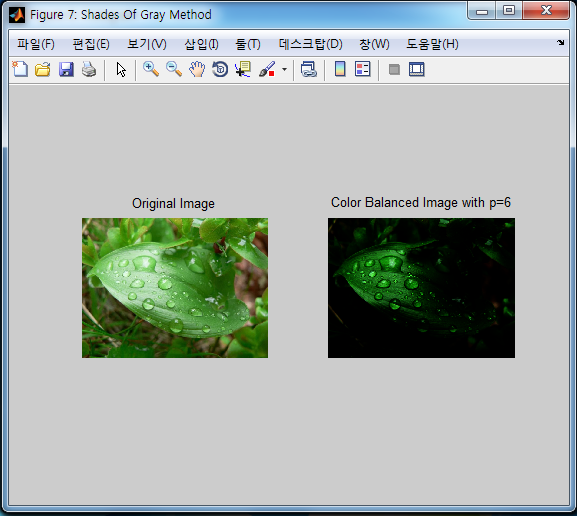 Figure 7: Shades Of Gray Method
파일(F) 편집(E) 보기(V) 삽입(I) 툴(T) 데스크탑(D) 창(W) 도움말(H)
Original Image
Color Balanced Image with p=6